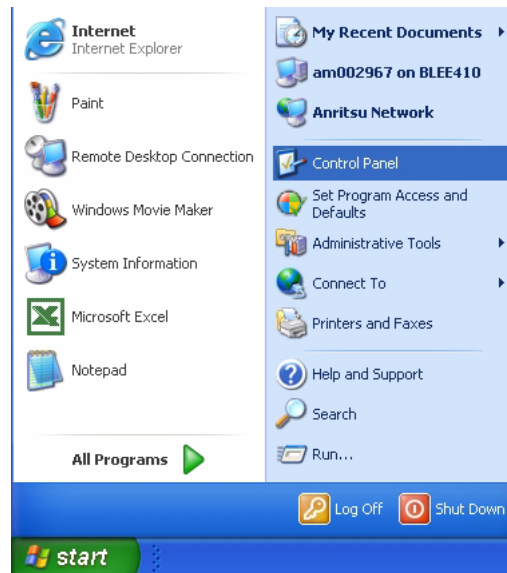 Internet
Internet Explorer
Paint
Remote Desktop Connection
Windows Movie Maker
System Information
Microsoft Excel
Notepad
All Programs
My Recent Documents
am002967 on BLEE410
Anritsu Network
Control Panel
Set Program Access and
Defaults
Administrative Tools
Connect To
Printers and Faxes
Help and Support
Search
Run...
Log Off
Shut Down
start